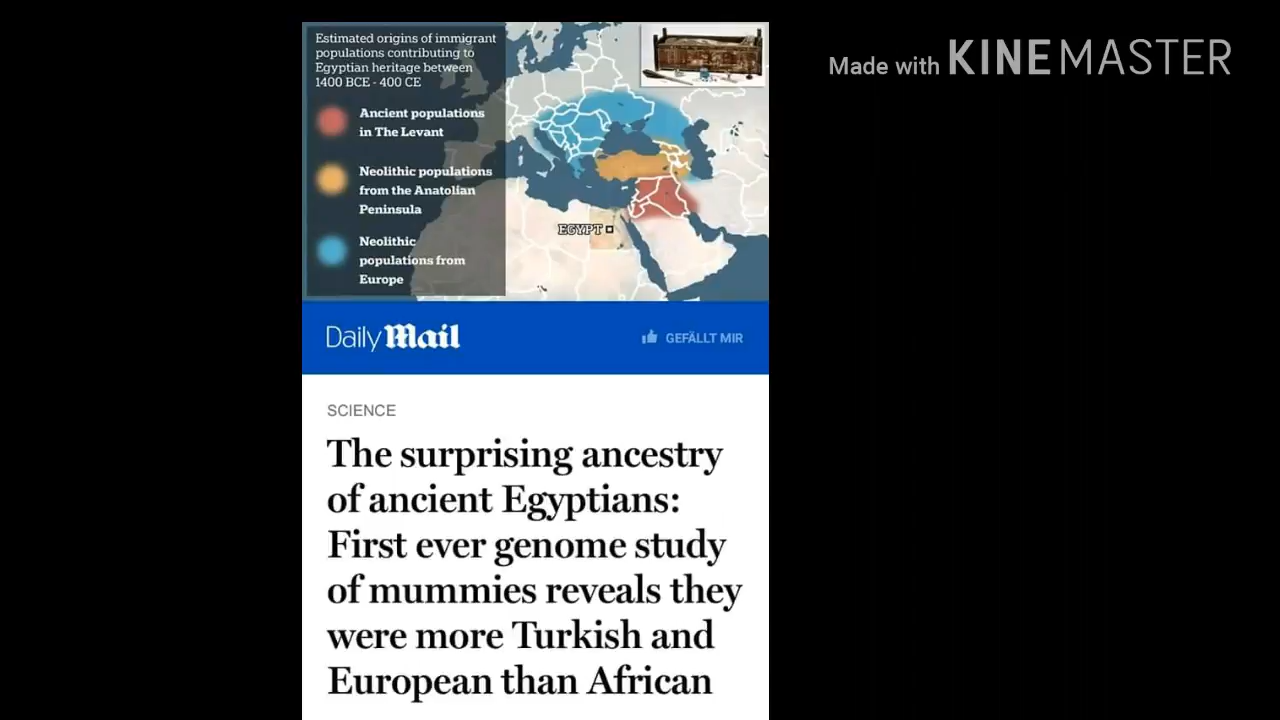 Made with KINEMASTER
Estimated origins of immigrant
populations contributing to
Egyptian heritage between
1400 BCE - 400 CE
Ancient populations
in The Levant
Neolithic populations
from the Anatolian
Peninsula
Neolithic
populations from
Europe
EGYPT
Daily Mail
GEFÄLLT MIR
SCIENCE
The surprising ancestry
of ancient Egyptians:
First ever genome study
of mummies reveals they
were more Turkish and
European than African